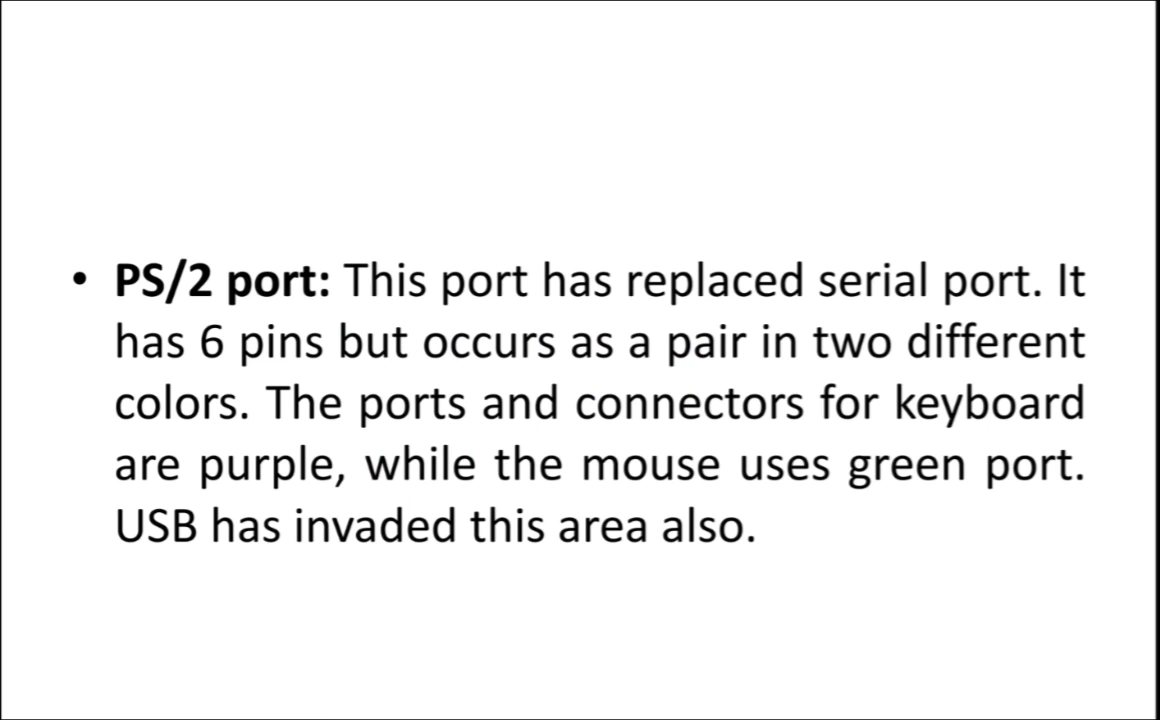 • PS/2 port: This port has replaced serial port. It
has 6 pins but occurs as a pair in two different
colors. The ports and connectors for keyboard
are purple, while the mouse uses green port.
USB has invaded this area also.